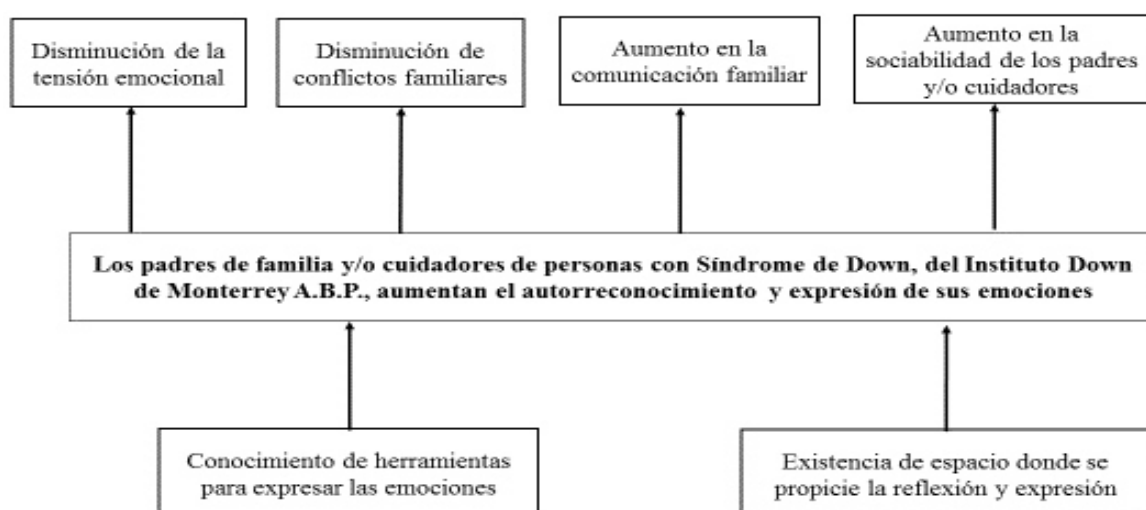 Disminución de la
tensión emocional
Disminución de
conflictos familiares
Aumento en la
comunicación familiar
Aumento en la
sociabilidad de los padres
y/o cuidadores
Los padres de familia y/o cuidadores de personas con Síndrome de Down, del Instituto Down
de Monterrey A.B.P., aumentan el autorreconocimiento y expresión de sus emociones
Conocimiento de herramientas
para expresar las emociones
Existencia de espacio donde se
propicie la reflexión y expresión